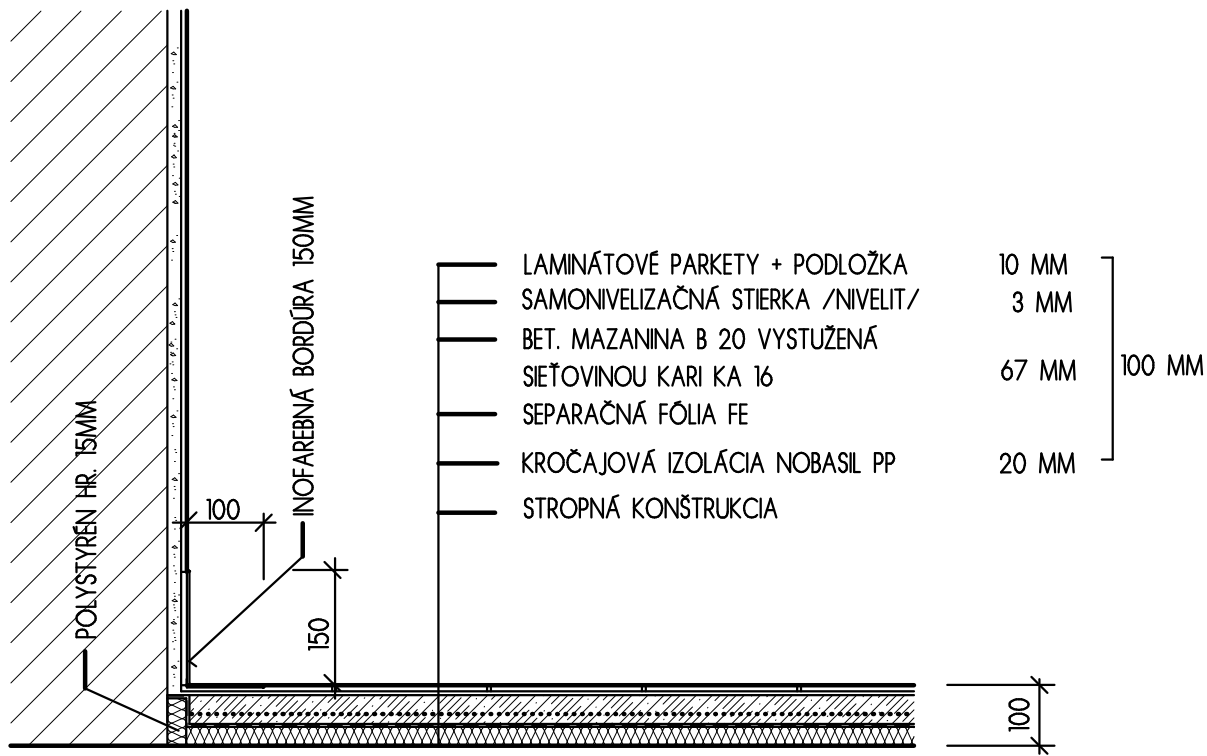 LAMINÁTOVÉ PARKETY + PODLOŽKA 10 MM
SAMONIVELIZAČNÁ STIERKA /NIVELIT/ 3 MM
BET. MAZANINA B 20 VYSTUŽENÁ
SIEŤOVINOU KARI KA 16 67 MM
100 MM
SEPARAČNÁ FÓLIA FE
KROČAJOVÁ IZOLÁCIA NOBASIL PP 20 MM
STROPNÁ KONŠTRUKCIA
INOFAREBNÁ BORDÚRA 150MM
POLYSTYRÉN HR. 15MM
100
150
100